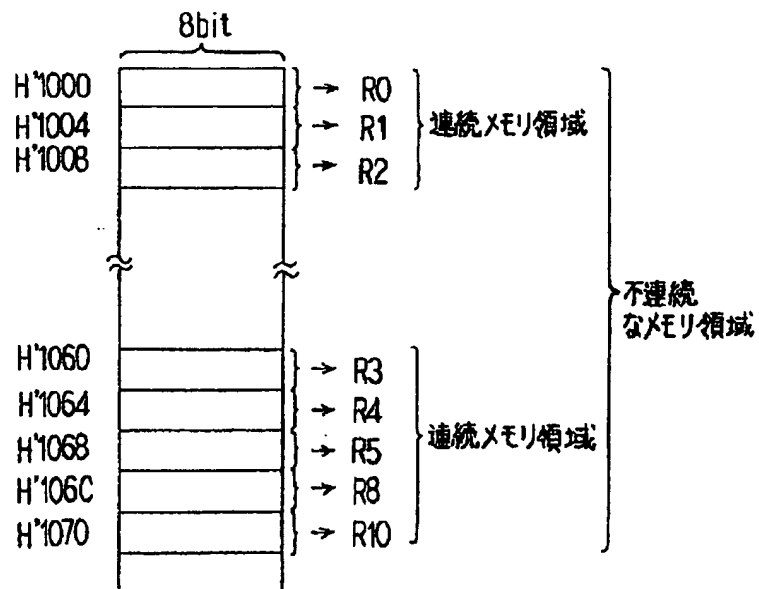 8bit
H'1000 → R0
H'1004 → R1 連続メモリ領域
H'1008 → R2
不連続
なメモリ領域
H'1060 → R3
H'1064 → R4
H'1068 → R5 連続メモリ領域
H'106C → R8
H'1070 → R10